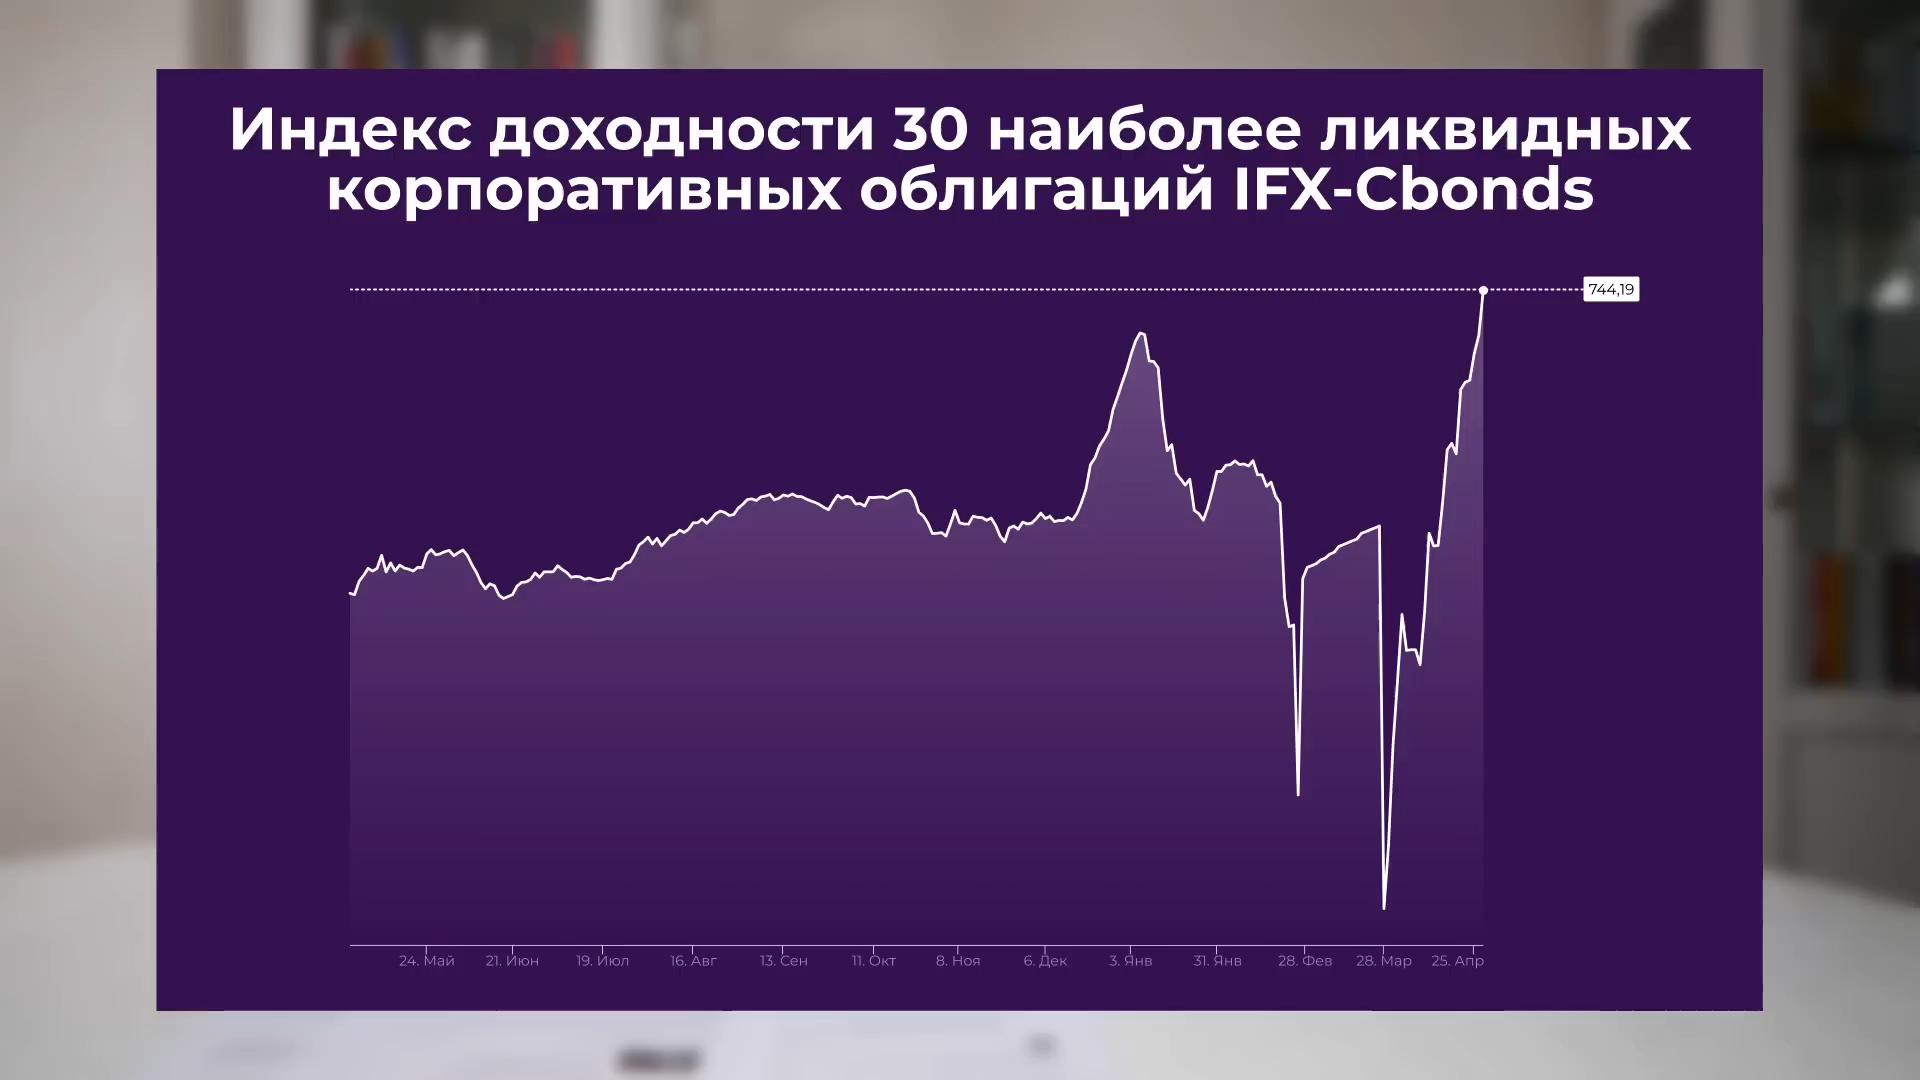 Индекс доходности 30 наиболее ликвидных
корпоративных облигаций IFX-Cbonds
744,19
24. Май 21. Июн 19. Июл 16. Авг 13. Сен 11. Окт 8. Ноя 6. Дек 3. Янв 31. Янв 28. Фев 28. Мар 25. Апр